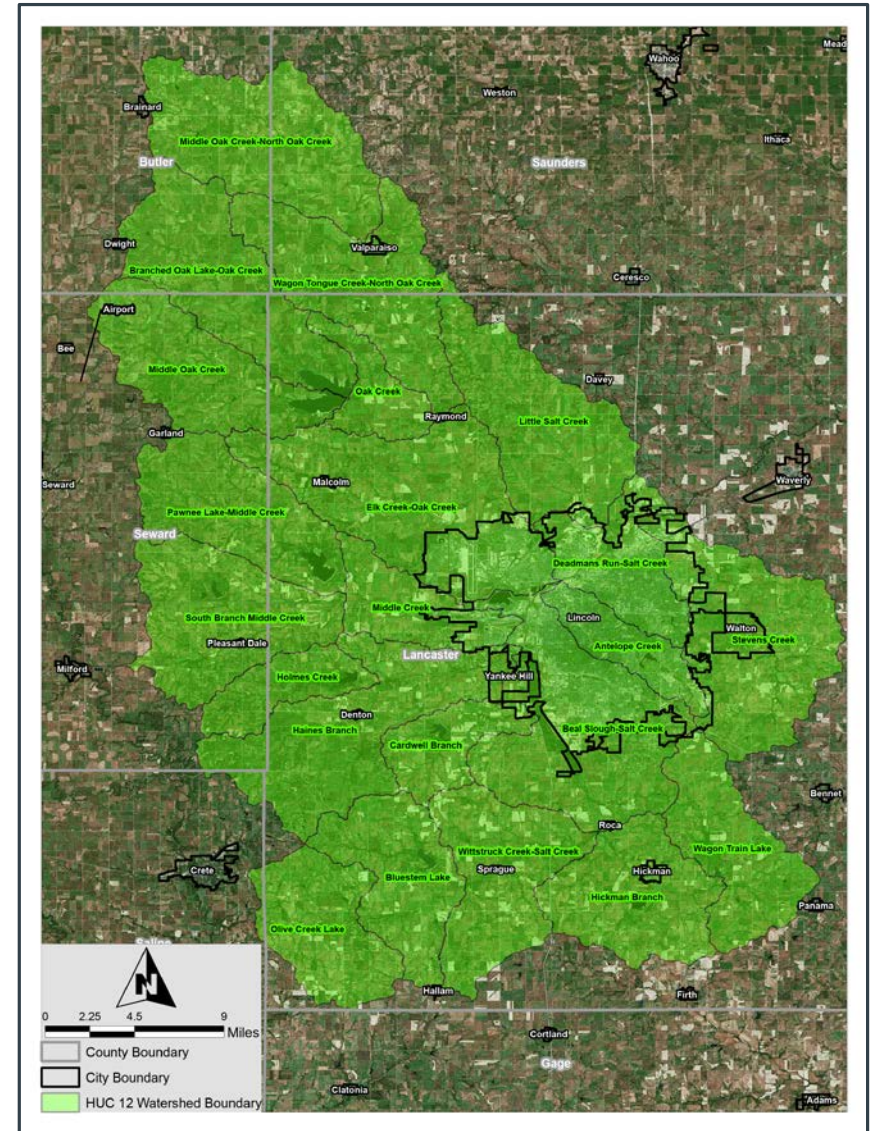 Mead
Wahoo
Weston
Brainard
Ithaca
Middle Oak Creek-North Oak Creek
Butler
Saunders
Dwight
Valparaiso
Branched Oak Lake-Oak Creek
Ceresco
Wagon Tongue Creek-North Oak Creek
Airport
Bee
Middle Oak Creek
Davey
Oak Creek
Raymond
Little Salt Creek
Garland
Waverly
Malcolm
Seward
Pawnee Lake-Middle Creek
Elk Creek-Oak Creek
Seward
Deadmans Run-Salt Creek
Middle Creek
South Branch Middle Creek
Lincoln
Walton
Stevens Creek
Pleasant Dale
Antelope Creek
Lancaster
Milford
Holmes Creek
Yankee Hill
Denton
Haines Branch
Beal Slough-Salt Creek
Cardwell Branch
Bennet
Roca
Wagon Train Lake
Wittstruck Creek-Salt Creek
Crete
Sprague
Hickman
Bluestem Lake
Hickman Branch
Panama
Olive Creek Lake
Saline
Hallam
Firth
N
0 2.25 4.5 9
Miles
Cortland
County Boundary
Gage
City Boundary
Clatonia
HUC 12 Watershed Boundary
Adams